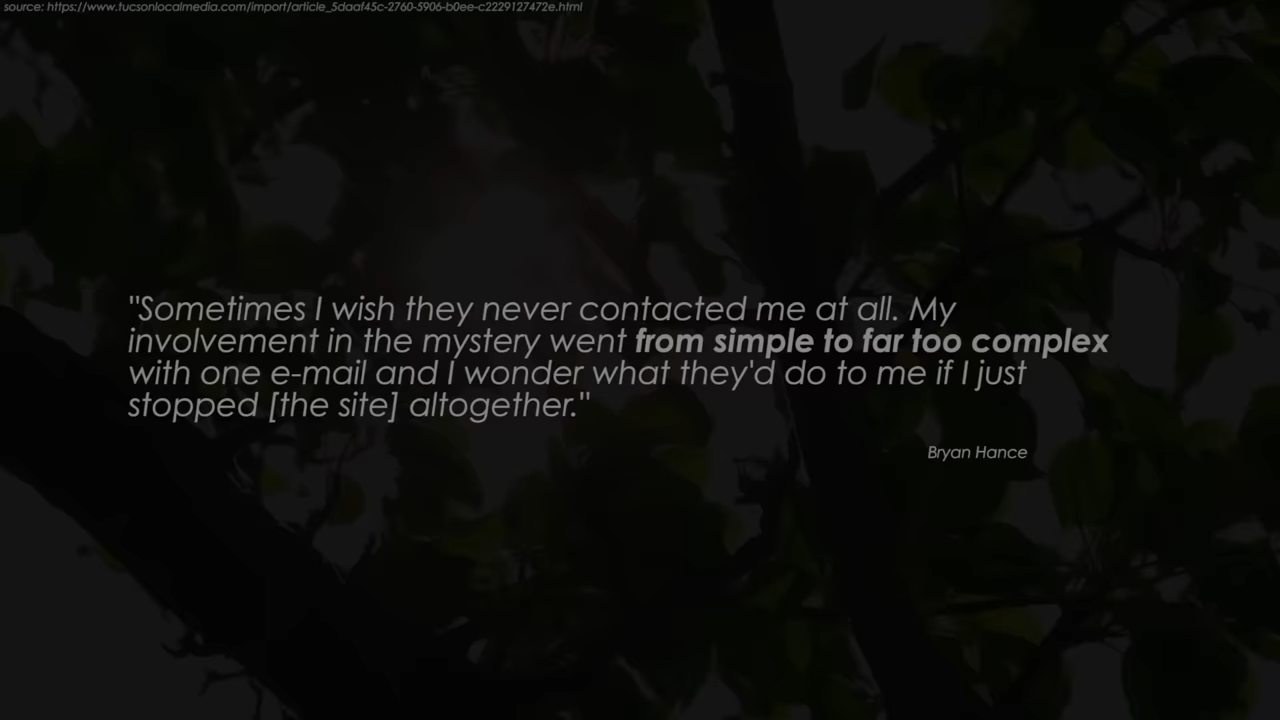 source: https://www.tucsonlocalmedia.com/import/article_5daaf45c-2760-5906-b0ee-c2229127472e.html
"Sometimes I wish they never contacted me at all. My
involvement in the mystery went from simple to far too complex
with one e-mail and I wonder what they'd do to me if I just
stopped [the site] altogether."
Bryan Hance